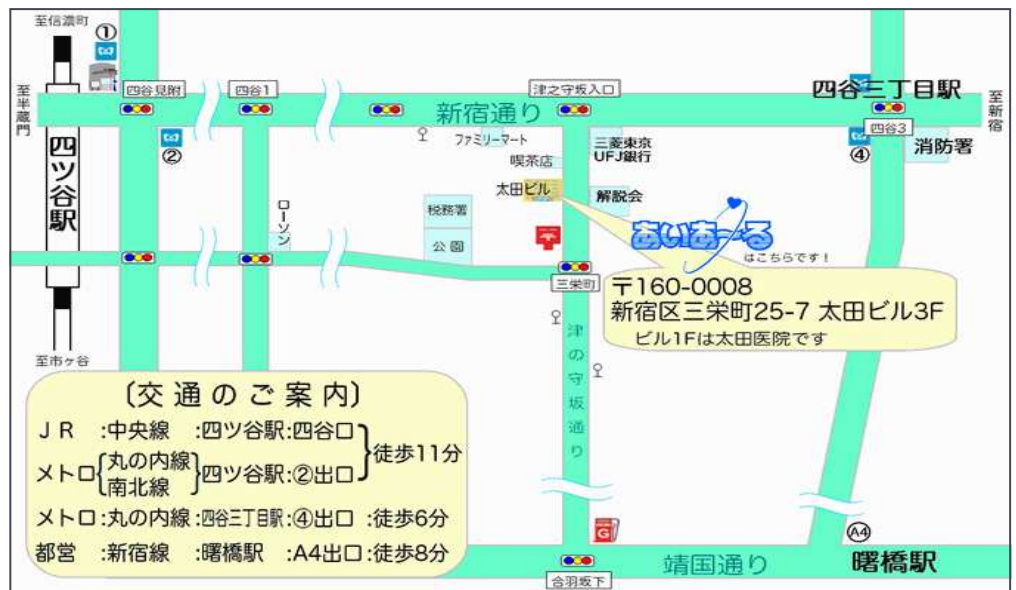 至信濃町
①
四谷見附
四谷1
津之守坂入口
四谷三丁目駅
至半蔵門
新宿通り
至新宿
四谷3
②
ファミリーマート
三菱東京
UFJ銀行
④
消防署
四ツ谷駅
喫茶店
太田ビル
解説会
ローソン
税務署
公園
あいあ〜る
はこちらです！
三栄町
〒160-0008
新宿区三栄町25-7 太田ビル3F
ビル1Fは太田医院です
至市ヶ谷
津の守坂通り
〔交通のご案内〕
JR :中央線 :四ツ谷駅:四谷口
メトロ{丸の内線
南北線}四ツ谷駅:②出口
}徒歩11分
メトロ:丸の内線:四谷三丁目駅:④出口 :徒歩6分
都営 :新宿線 :曙橋駅 :A4出口:徒歩8分
G
A4
靖国通り
曙橋駅
合羽坂下